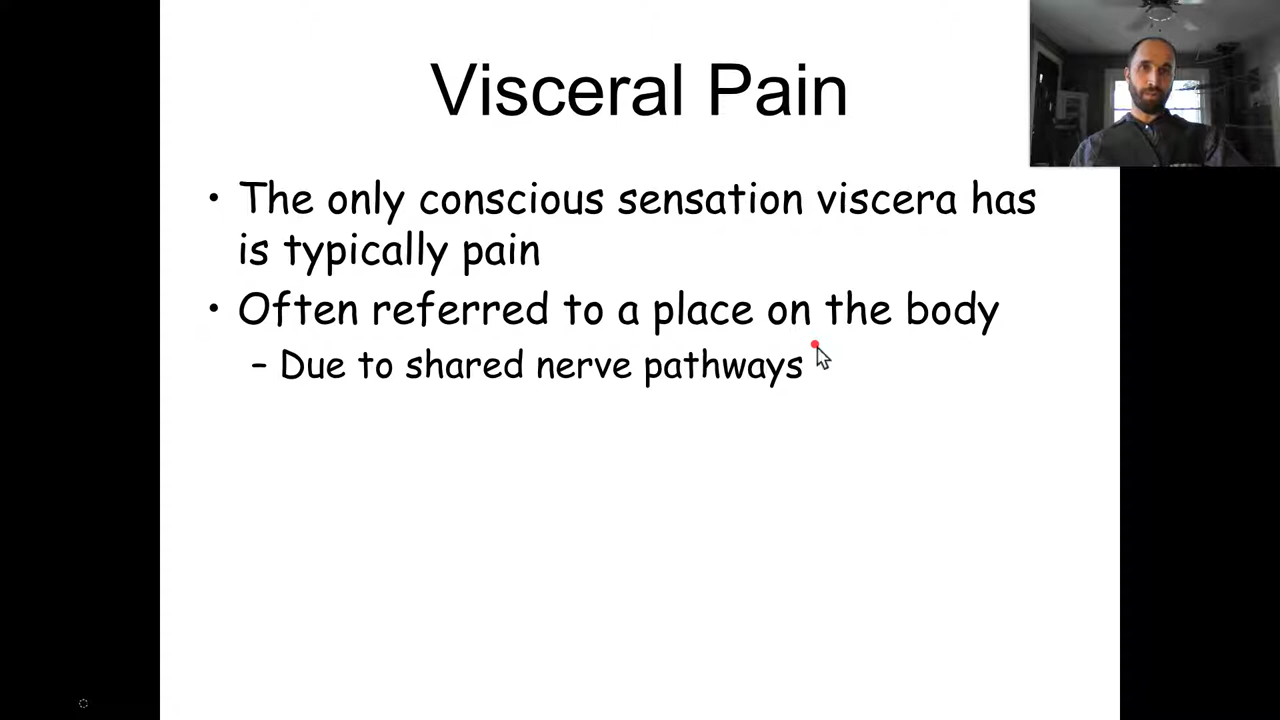 Visceral Pain
• The only conscious sensation viscera has
is typically pain
• Often referred to a place on the body
– Due to shared nerve pathways